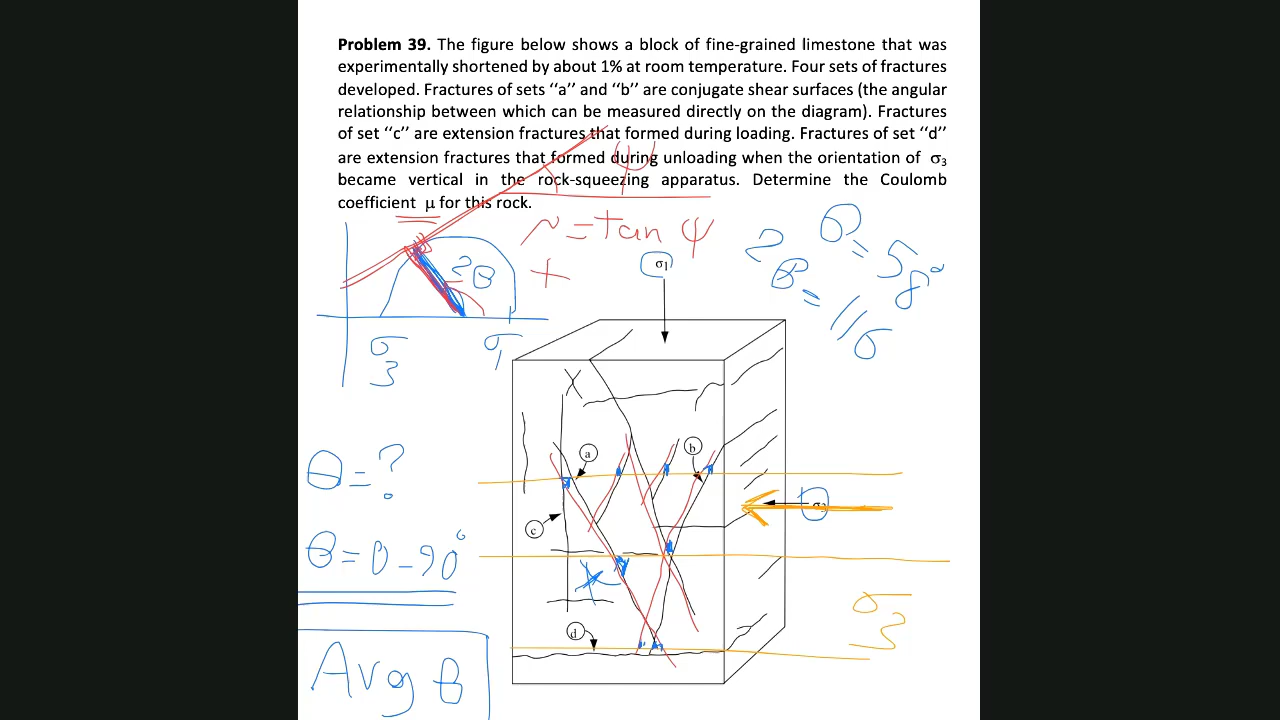 Problem 39. The figure below shows a block of fine-grained limestone that was
experimentally shortened by about 1% at room temperature. Four sets of fractures
developed. Fractures of sets ‘‘a’’ and ‘‘b’’ are conjugate shear surfaces (the angular
relationship between which can be measured directly on the diagram). Fractures
of set ‘‘c’’ are extension fractures that formed during loading. Fractures of set ‘‘d’’
are extension fractures that formed during unloading when the orientation of σ3
became vertical in the rock-squeezing apparatus. Determine the Coulomb
coefficient μ for this rock.
ψ
μ = tan ψ
+
2θ
σ3
σ1
σ1
θ = 58°
2θ = 116
a
b
c
d
σ3
σ3
θ = ?
θ = 0 - 90°
Avg θ